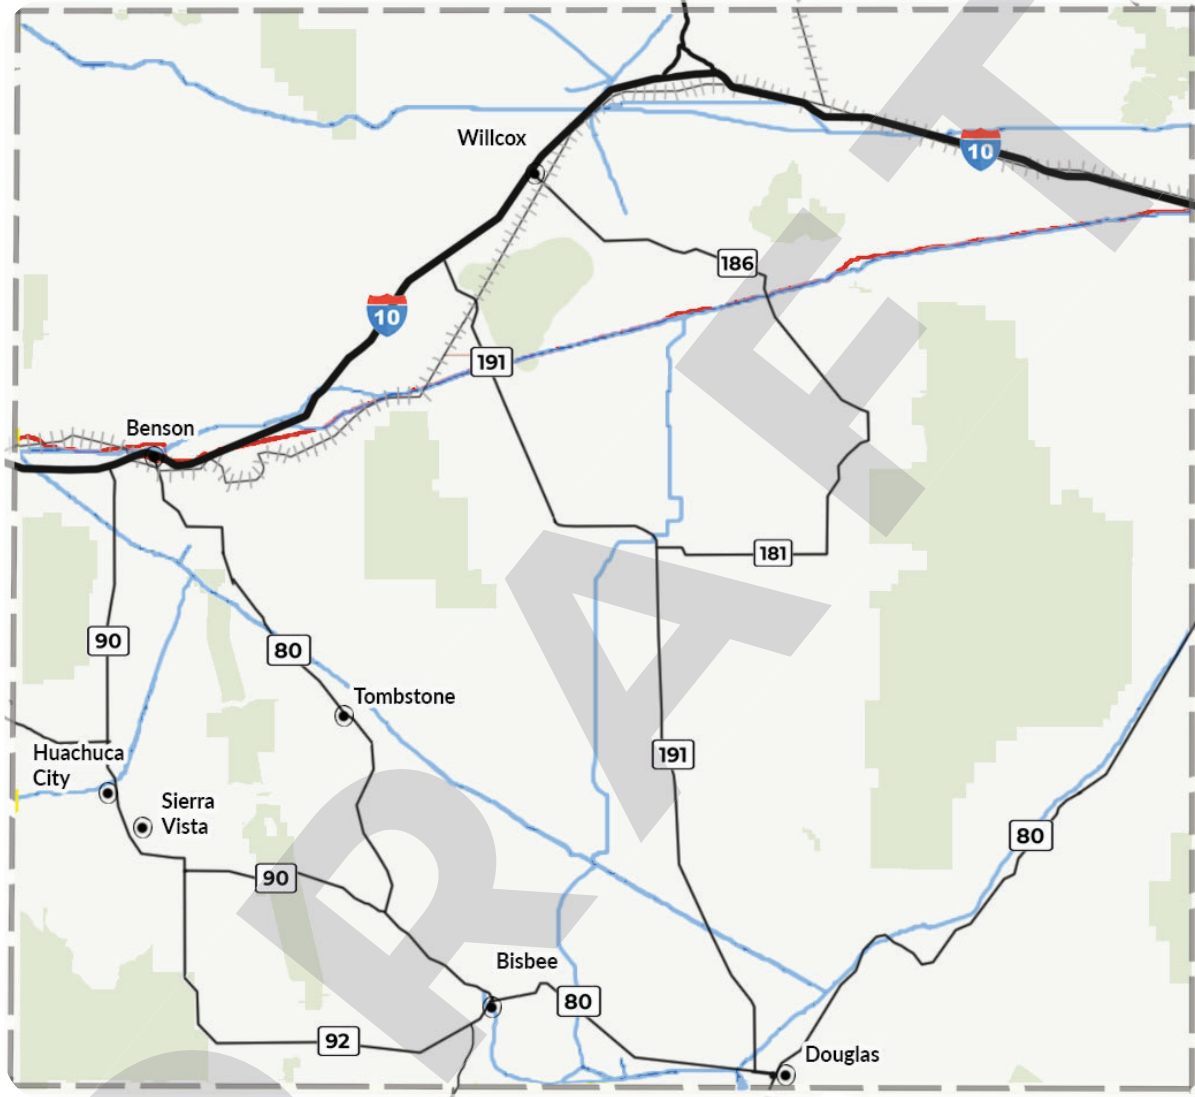 Willcox
10
186
10
191
Benson
181
90
80
Tombstone
Huachuca
City
191
Sierra
Vista
80
90
Bisbee
80
92
Douglas
DRAFT